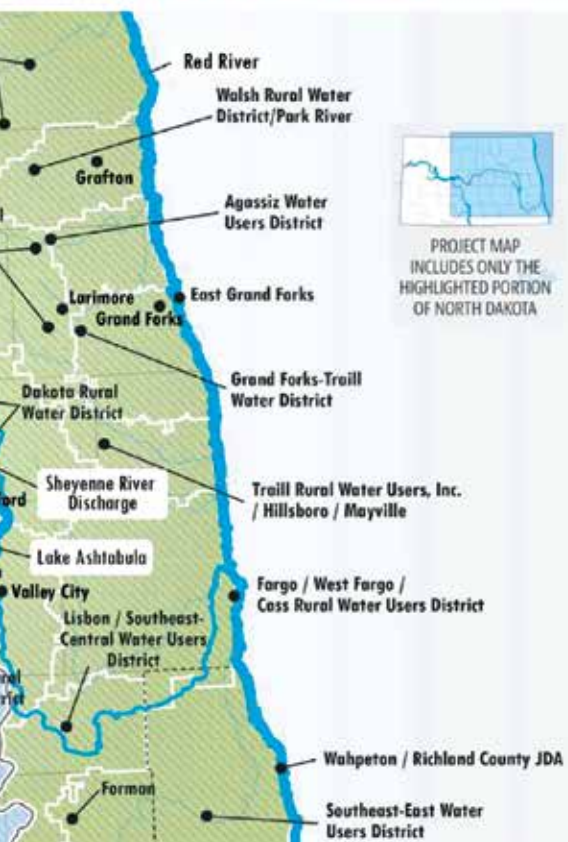 Red River
Walsh Rural Water
District/Park River
Grafton
Agassiz Water
Users District
PROJECT MAP
INCLUDES ONLY THE
HIGHLIGHTED PORTION
OF NORTH DAKOTA
Larimore
Grand Forks
East Grand Forks
Grand Forks-Traill
Water District
Dakota Rural
Water District
Sheyenne River
Discharge
Traill Rural Water Users, Inc.
/ Hillsboro / Mayville
Lake Ashtabula
Valley City
Fargo / West Fargo /
Cass Rural Water Users District
Lisbon / Southeast-
Central Water Users
District
Wahpeton / Richland County JDA
Forman
Southeast-East Water
Users District